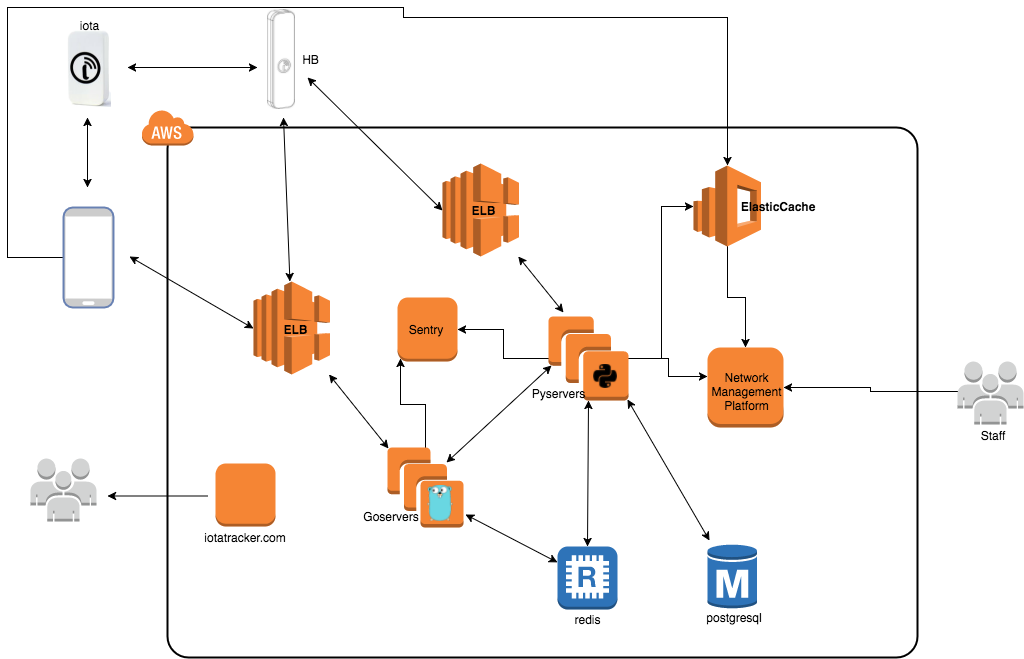 iota
HB
AWS
ELB
ElasticCache
ELB
Sentry
Pyservers
Network
Management
Platform
Staff
Goservers
iotatracker.com
R
redis
M
postgresql